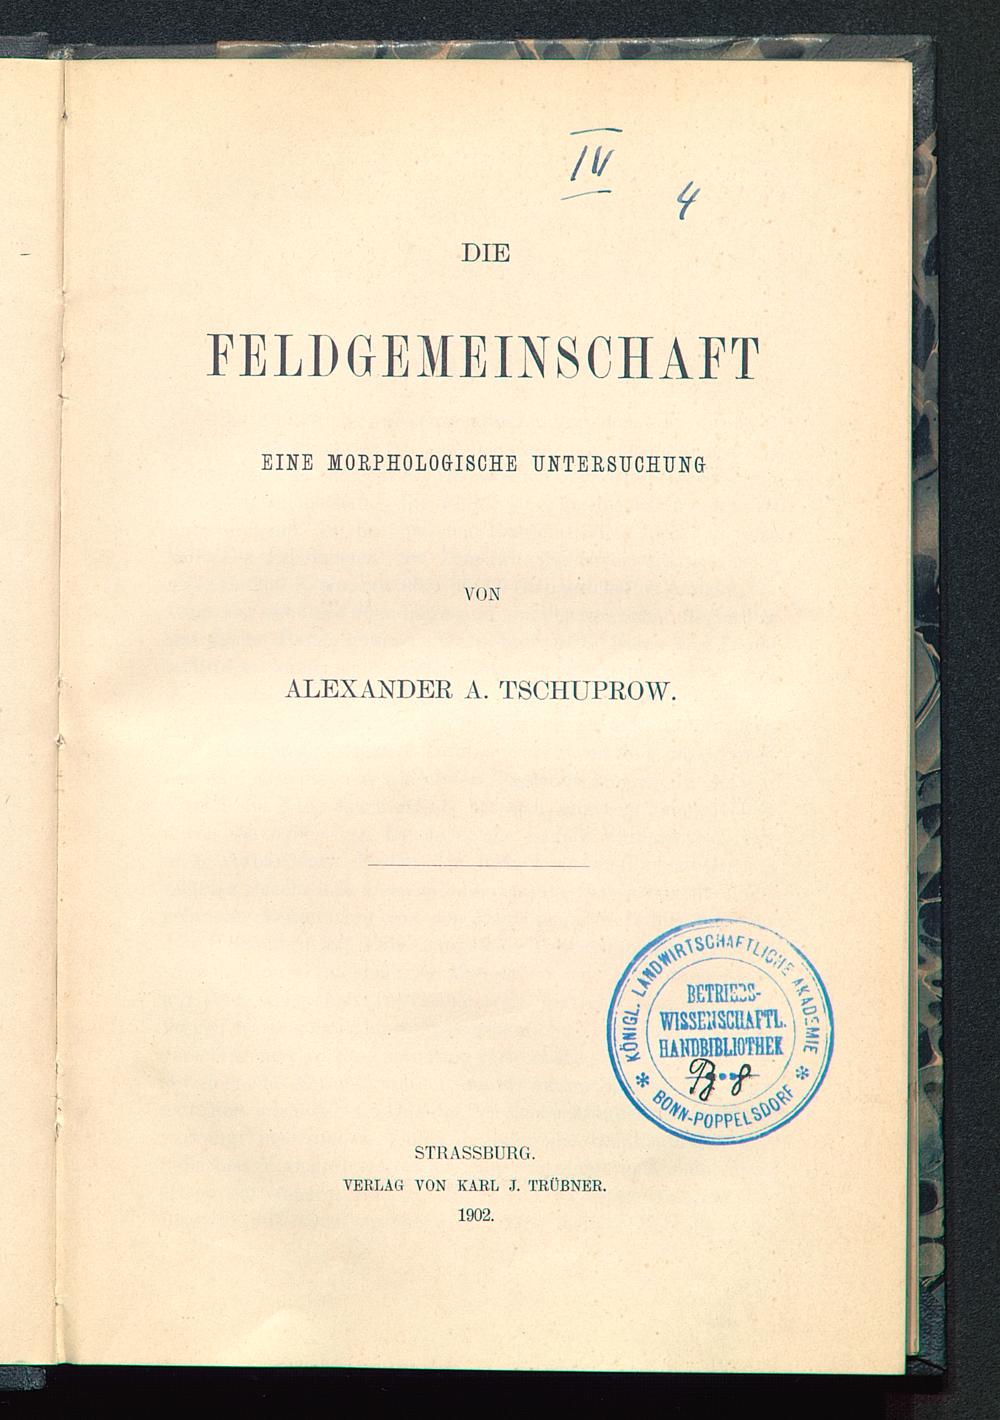 IV
4
DIE
FELDGEMEINSCHAFT
EINE MORPHOLOGISCHE UNTERSUCHUNG
VON
ALEXANDER A. TSCHUPROW.
KÖNIGL. LANDWIRTSCHAFTLICHE AKADEMIE
BETRIEBS-
WISSENSCHAFTL.
HANDBIBLIOTHEK
8
* BONN-POPPELSDORF *
STRASSBURG.
VERLAG VON KARL J. TRÜBNER.
1902.